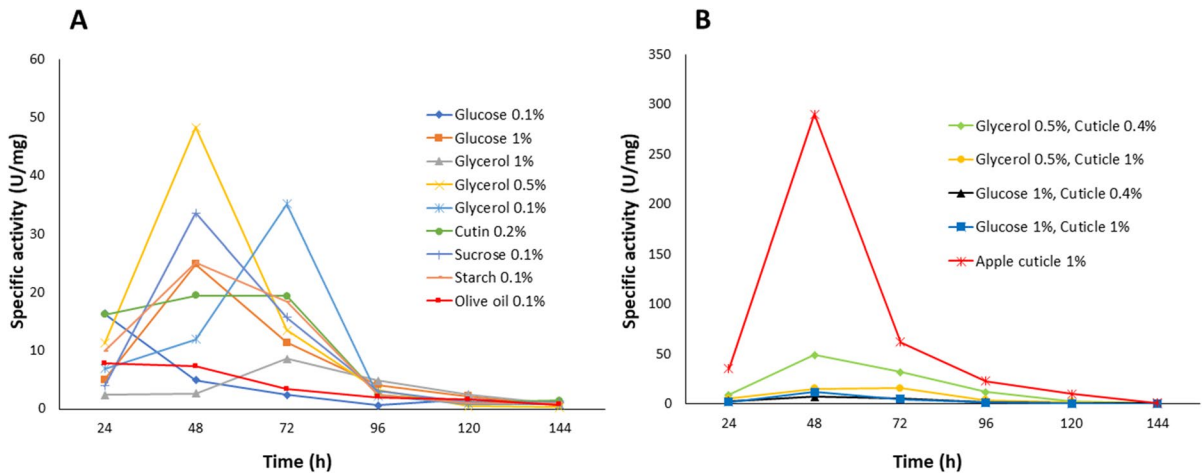 A
Specific activity (U/mg)
60
50
40
30
20
10
0
24 48 72 96 120 144
Time (h)
Glucose 0.1%
Glucose 1%
Glycerol 1%
Glycerol 0.5%
Glycerol 0.1%
Cutin 0.2%
Sucrose 0.1%
Starch 0.1%
Olive oil 0.1%
B
Specific activity (U/mg)
350
300
250
200
150
100
50
0
24 48 72 96 120 144
Time (h)
Glycerol 0.5%, Cuticle 0.4%
Glycerol 0.5%, Cuticle 1%
Glucose 1%, Cuticle 0.4%
Glucose 1%, Cuticle 1%
Apple cuticle 1%